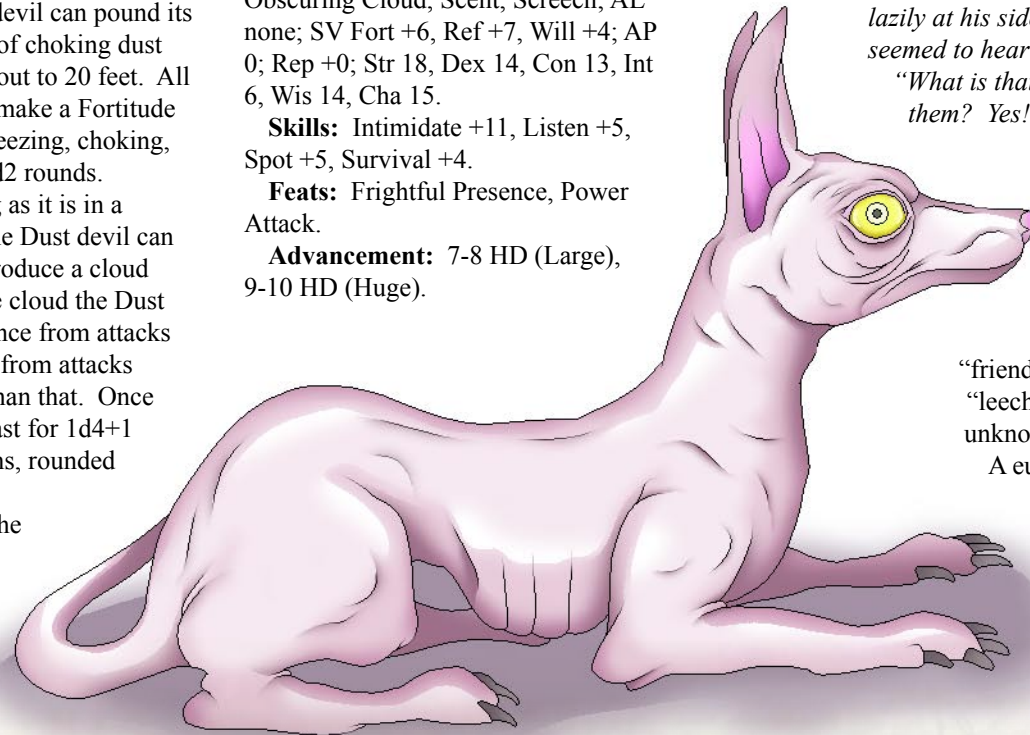 devil can pound its
of choking dust
out to 20 feet. All
make a Fortitude
eezing, choking,
d2 rounds.
g as it is in a
he Dust devil can
roduce a cloud
e cloud the Dust
nce from attacks
from attacks
han that. Once
ast for 1d4+1
ns, rounded
he
Obscuring Cloud, Scent, Screech; AL
none; SV Fort +6, Ref +7, Will +4; AP
0; Rep +0; Str 18, Dex 14, Con 13, Int
6, Wis 14, Cha 15.
Skills: Intimidate +11, Listen +5,
Spot +5, Survival +4.
Feats: Frightful Presence, Power
Attack.
Advancement: 7-8 HD (Large),
9-10 HD (Huge).
lazily at his side
seemed to hear
“What is tha
them? Yes!
“friend
“leech
unkno
A eu